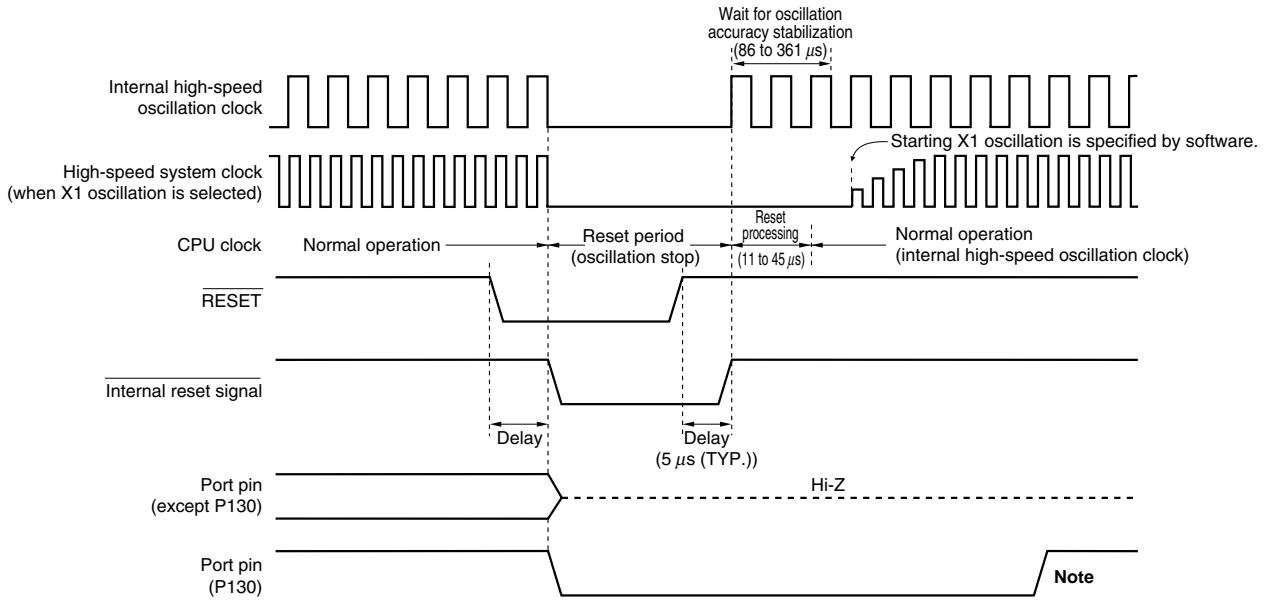 Wait for oscillation
accuracy stabilization
(86 to 361 μs)
Internal high-speed
oscillation clock
Starting X1 oscillation is specified by software.
High-speed system clock
(when X1 oscillation is selected)
CPU clock
Normal operation
Reset period
(oscillation stop)
Reset
processing
(11 to 45 μs)
Normal operation
(internal high-speed oscillation clock)
RESET
Internal reset signal
Delay
Delay
(5 μs (TYP.))
Port pin
(except P130)
Hi-Z
Port pin
(P130)
Note